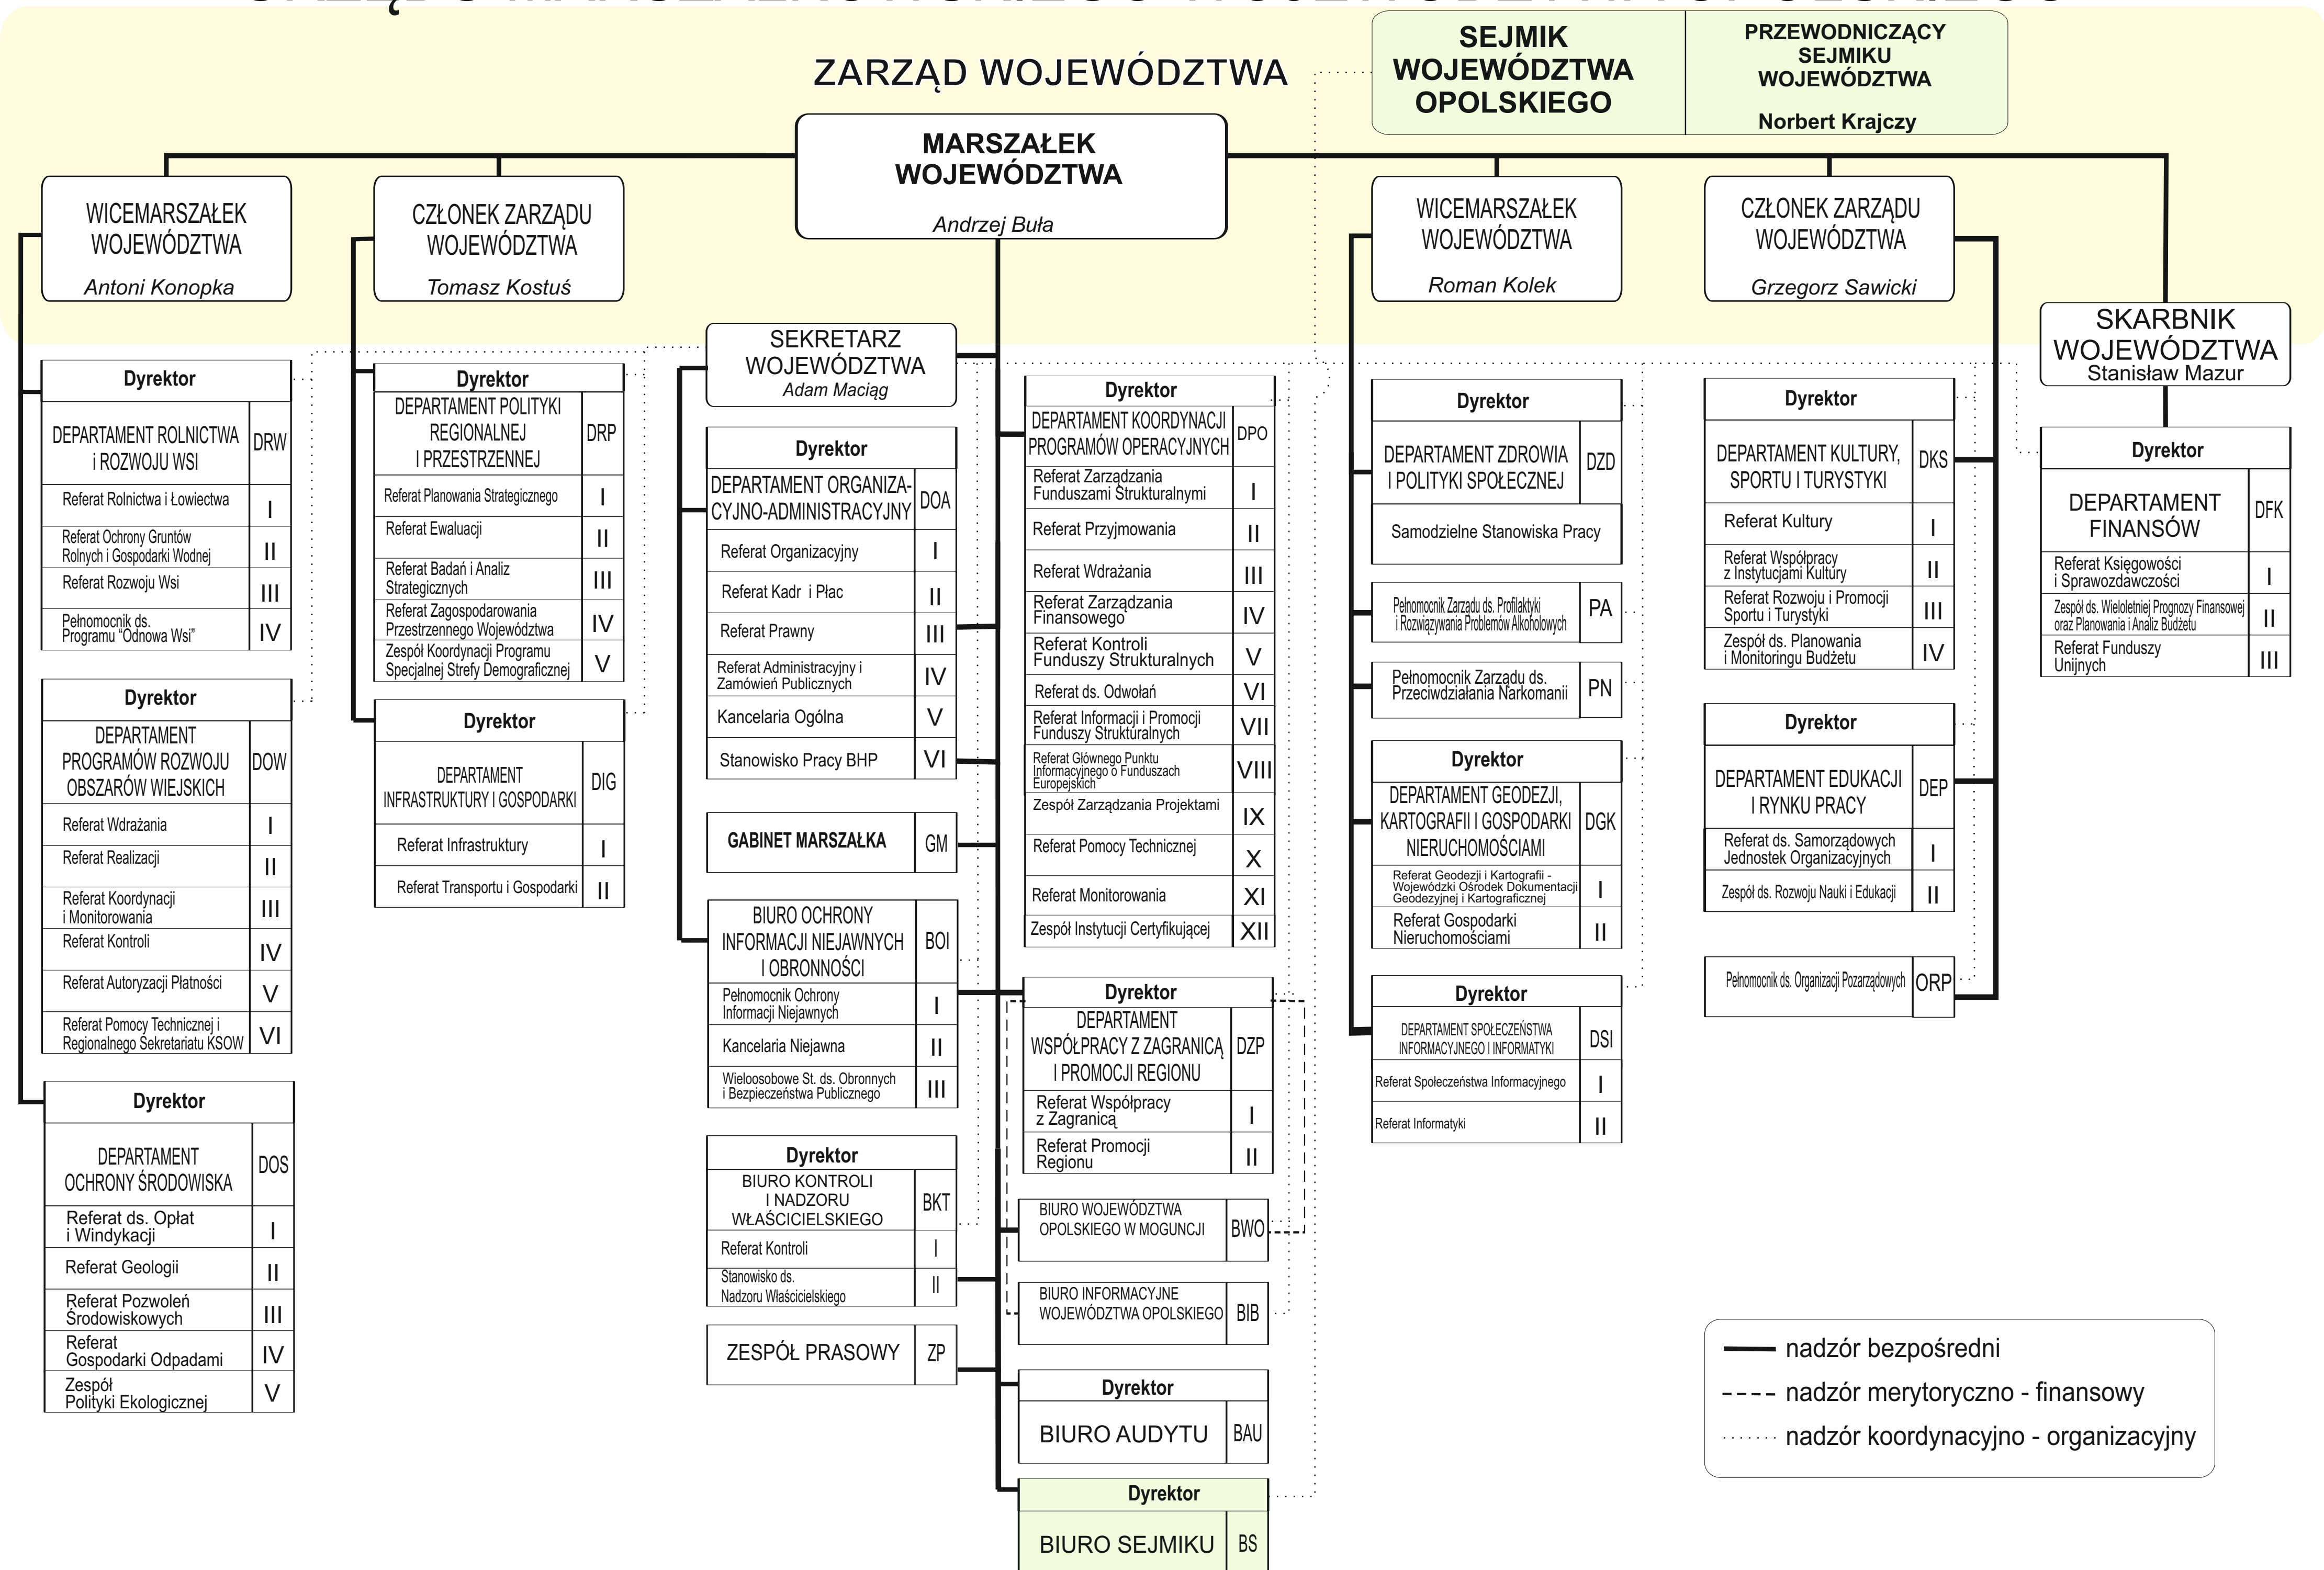 ZARZĄD WOJEWÓDZTWA
SEJMIK
WOJEWÓDZTWA
OPOLSKIEGO
PRZEWODNICZĄCY
SEJMIKU
WOJEWÓDZTWA
Norbert Krajczy
MARSZAŁEK
WOJEWÓDZTWA
Andrzej Buła
WICEMARSZAŁEK
WOJEWÓDZTWA
Antoni Konopka
CZŁONEK ZARZĄDU
WOJEWÓDZTWA
Tomasz Kostuś
WICEMARSZAŁEK
WOJEWÓDZTWA
Roman Kolek
CZŁONEK ZARZĄDU
WOJEWÓDZTWA
Grzegorz Sawicki
SKARBNIK
WOJEWÓDZTWA
Stanisław Mazur
SEKRETARZ
WOJEWÓDZTWA
Adam Maciąg
Dyrektor
DEPARTAMENT ROLNICTWA
i ROZWOJU WSI
DRW
Referat Rolnictwa i Łowiectwa
I
Referat Ochrony Gruntów
Rolnych i Gospodarki Wodnej
II
Referat Rozwoju Wsi
III
Pełnomocnik ds.
Programu “Odnowa Wsi”
IV
Dyrektor
DEPARTAMENT
PROGRAMÓW ROZWOJU
OBSZARÓW WIEJSKICH
DOW
Referat Wdrażania
I
Referat Realizacji
II
Referat Koordynacji
i Monitorowania
III
Referat Kontroli
IV
Referat Autoryzacji Płatności
V
Referat Pomocy Technicznej i
Regionalnego Sekretariatu KSOW
VI
Dyrektor
DEPARTAMENT
OCHRONY ŚRODOWISKA
DOS
Referat ds. Opłat
i Windykacji
I
Referat Geologii
II
Referat Pozwoleń
Środowiskowych
III
Referat
Gospodarki Odpadami
IV
Zespół
Polityki Ekologicznej
V
Dyrektor
DEPARTAMENT POLITYKI
REGIONALNEJ
I PRZESTRZENNEJ
DRP
Referat Planowania Strategicznego
I
Referat Ewaluacji
II
Referat Badań i Analiz
Strategicznych
III
Referat Zagospodarowania
Przestrzennego Województwa
IV
Zespół Koordynacji Programu
Specjalnej Strefy Demograficznej
V
Dyrektor
DEPARTAMENT
INFRASTRUKTURY I GOSPODARKI
DIG
Referat Infrastruktury
I
Referat Transportu i Gospodarki
II
Dyrektor
DEPARTAMENT ORGANIZA-
CYJNO-ADMINISTRACYJNY
DOA
Referat Organizacyjny
I
Referat Kadr i Płac
II
Referat Prawny
III
Referat Administracyjny i
Zamówień Publicznych
IV
Kancelaria Ogólna
V
Stanowisko Pracy BHP
VI
GABINET MARSZAŁKA
GM
BIURO OCHRONY
INFORMACJI NIEJAWNYCH
I OBRONNOŚCI
BOI
Pełnomocnik Ochrony
Informacji Niejawnych
I
Kancelaria Niejawna
II
Wieloosobowe St. ds. Obronnych
i Bezpieczeństwa Publicznego
III
Dyrektor
BIURO KONTROLI
I NADZORU
WŁAŚCICIELSKIEGO
BKT
Referat Kontroli
I
Stanowisko ds.
Nadzoru Właścicielskiego
II
ZESPÓŁ PRASOWY
ZP
Dyrektor
DEPARTAMENT KOORDYNACJI
PROGRAMÓW OPERACYJNYCH
DPO
Referat Zarządzania
Funduszami Strukturalnymi
I
Referat Przyjmowania
II
Referat Wdrażania
III
Referat Zarządzania
Finansowego
IV
Referat Kontroli
Funduszy Strukturalnych
V
Referat ds. Odwołań
VI
Referat Informacji i Promocji
Funduszy Strukturalnych
VII
Referat Głównego Punktu
Informacyjnego o Funduszach
Europejskich
VIII
Zespół Zarządzania Projektami
IX
Referat Pomocy Technicznej
X
Referat Monitorowania
XI
Zespół Instytucji Certyfikującej
XII
Dyrektor
DEPARTAMENT
WSPÓŁPRACY Z ZAGRANICĄ
I PROMOCJI REGIONU
DZP
Referat Współpracy
z Zagranicą
I
Referat Promocji
Regionu
II
BIURO WOJEWÓDZTWA
OPOLSKIEGO W MOGUNCJI
BWO
BIURO INFORMACYJNE
WOJEWÓDZTWA OPOLSKIEGO
BIB
Dyrektor
BIURO AUDYTU
BAU
Dyrektor
BIURO SEJMIKU
BS
Dyrektor
DEPARTAMENT ZDROWIA
I POLITYKI SPOŁECZNEJ
DZD
Samodzielne Stanowiska Pracy
Pełnomocnik Zarządu ds. Profilaktyki
i Rozwiązywania Problemów Alkoholowych
PA
Pełnomocnik Zarządu ds.
Przeciwdziałania Narkomanii
PN
Dyrektor
DEPARTAMENT GEODEZJI,
KARTOGRAFII I GOSPODARKI
NIERUCHOMOŚCIAMI
DGK
Referat Geodezji i Kartografii -
Wojewódzki Ośrodek Dokumentacji
Geodezyjnej i Kartograficznej
I
Referat Gospodarki
Nieruchomościami
II
Dyrektor
DEPARTAMENT SPOŁECZEŃSTWA
INFORMACYJNEGO I INFORMATYKI
DSI
Referat Społeczeństwa Informacyjnego
I
Referat Informatyki
II
Dyrektor
DEPARTAMENT KULTURY,
SPORTU I TURYSTYKI
DKS
Referat Kultury
I
Referat Współpracy
z Instytucjami Kultury
II
Referat Rozwoju i Promocji
Sportu i Turystyki
III
Zespół ds. Planowania
i Monitoringu Budżetu
IV
Dyrektor
DEPARTAMENT EDUKACJI
I RYNKU PRACY
DEP
Referat ds. Samorządowych
Jednostek Organizacyjnych
I
Zespół ds. Rozwoju Nauki i Edukacji
II
Pełnomocnik ds. Organizacji Pozarządowych
ORP
Dyrektor
DEPARTAMENT
FINANSÓW
DFK
Referat Księgowości
i Sprawozdawczości
I
Zespół ds. Wieloletniej Prognozy Finansowej
oraz Planowania i Analiz Budżetu
II
Referat Funduszy
Unijnych
III
nadzór bezpośredni
nadzór merytoryczno - finansowy
nadzór koordynacyjno - organizacyjny